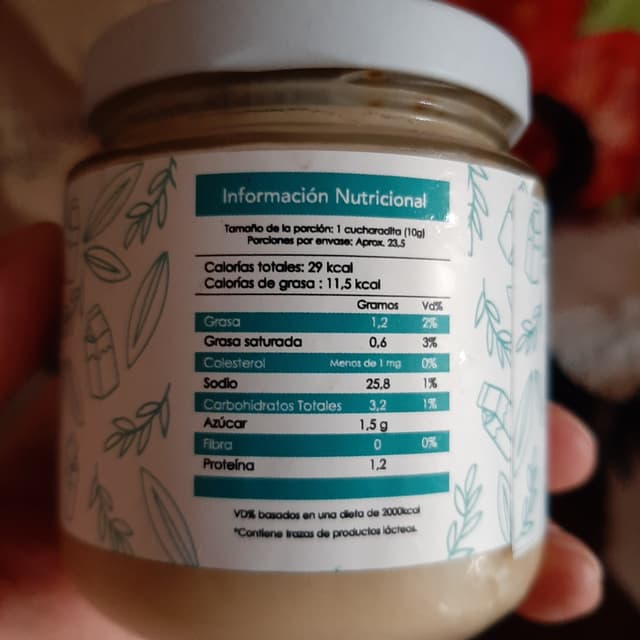 Información Nutricional
Tamaño de la porción: 1 cucharadita (10g)
Porciones por envase: Aprox. 23,5
Calorías totales: 29 kcal
Calorías de grasa : 11,5 kcal
Gramos Vd%
Grasa 1,2 2%
Grasa saturada 0,6 3%
Colesterol Menos de 1 mg 0%
Sodio 25,8 1%
Carbohidratos Totales 3,2 1%
Azúcar 1,5 g
Fibra 0 0%
Proteína 1,2
VD% basados en una dieta de 2000kcal
*Contiene trazas de productos lácteos.